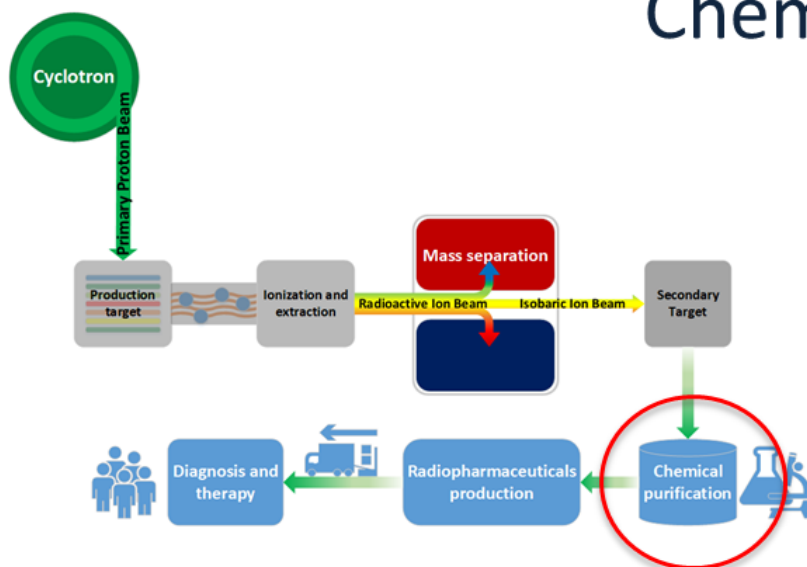 Chem
Cyclotron
Primary Proton Beam
Mass separation
Production
target
Ionization and
extraction
Radioactive Ion Beam
Isobaric Ion Beam
Secondary
Target
Diagnosis and
therapy
Radiopharmaceuticals
production
Chemical
purification